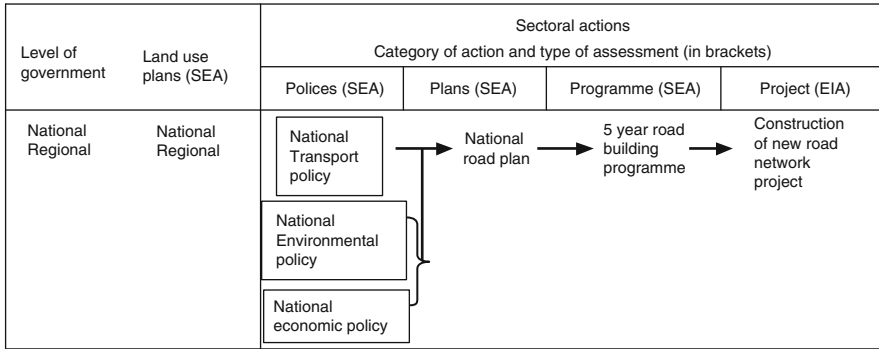 Sectoral actions
Category of action and type of assessment (in brackets)
Level of
government
Land use
plans (SEA)
Polices (SEA)
Plans (SEA)
Programme (SEA)
Project (EIA)
National
Regional
National
Regional
National
Transport
policy
National
road plan
5 year road
building
programme
Construction
of new road
network
project
National
Environmental
policy
National
economic policy